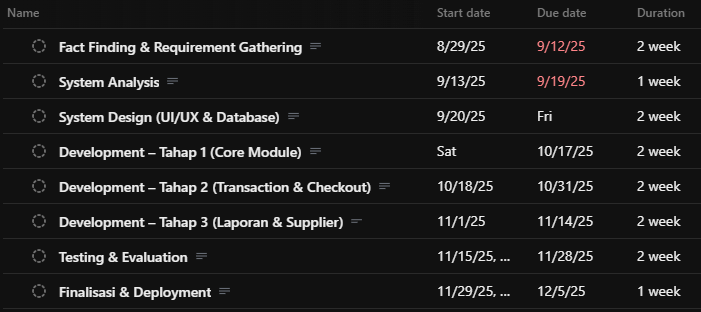 Name Start date Due date Duration
Fact Finding & Requirement Gathering 8/29/25 9/12/25 2 week
System Analysis 9/13/25 9/19/25 1 week
System Design (UI/UX & Database) 9/20/25 Fri 2 week
Development – Tahap 1 (Core Module) Sat 10/17/25 2 week
Development – Tahap 2 (Transaction & Checkout) 10/18/25 10/31/25 2 week
Development – Tahap 3 (Laporan & Supplier) 11/1/25 11/14/25 2 week
Testing & Evaluation 11/15/25, ... 11/28/25 2 week
Finalisasi & Deployment 11/29/25, ... 12/5/25 1 week